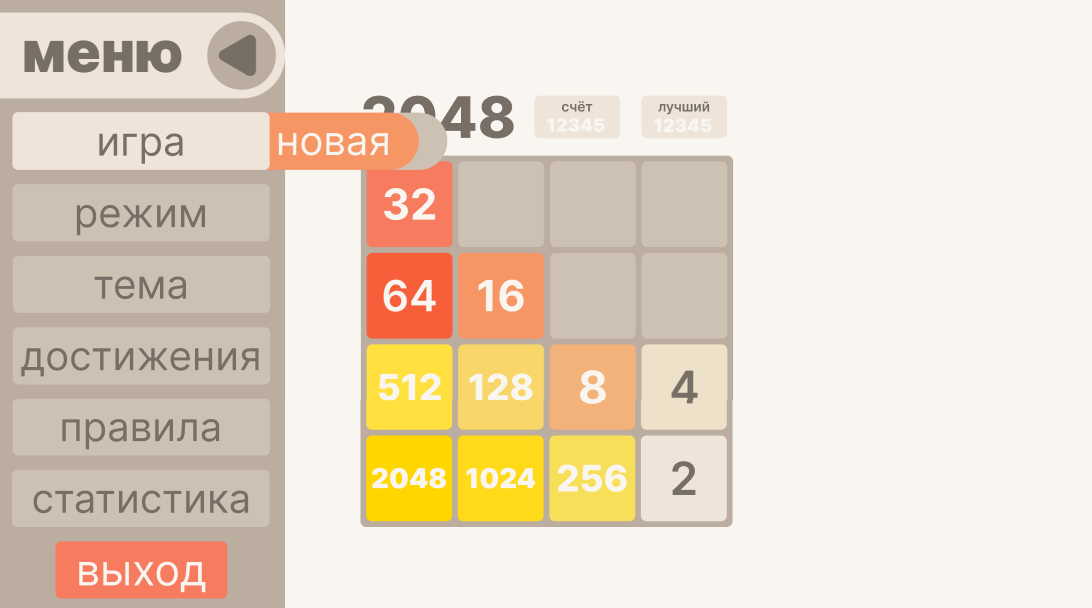 меню
игра
новая
режим
тема
достижения
правила
статистика
выход
2048
счёт
12345
лучший
12345
32
64 16
512 128 8 4
2048 1024 256 2